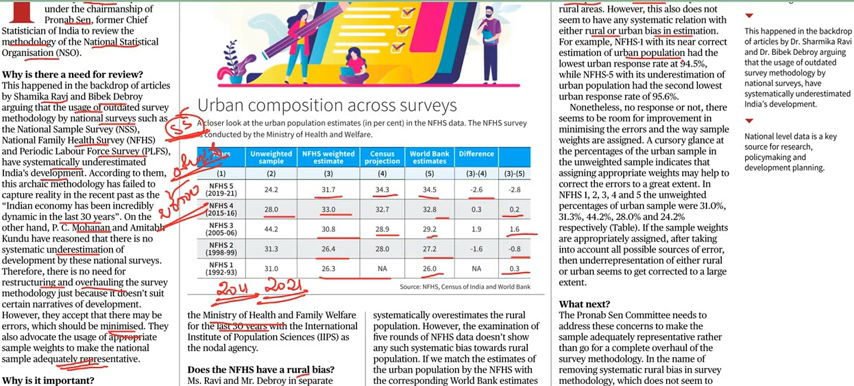 under the chairmanship of
Pronab Sen, former Chief
Statistician of India to review the
methodology of the National Statistical
Organisation (NSO).
Why is there a need for review?
This happened in the backdrop of articles
by Shamika Ravi and Bibek Debroy
arguing that the usage of outdated survey
methodology by national surveys such as
the National Sample Survey (NSS),
National Family Health Survey (NFHS)
and Periodic Labour Force Survey (PLFS),
have systematically underestimated
India's development. According to them,
this archaic methodology has failed to
capture reality in the recent past as the
"Indian economy has been incredibly
dynamic in the last 30 years". On the
other hand, P. C. Mohanan and Amitabh
Kundu have reasoned that there is no
systematic underestimation of
development by these national surveys.
Therefore, there is no need for
restructuring and overhauling the survey
methodology just because it doesn't suit
certain narratives of development.
However, they accept that there may be
errors, which should be minimised. They
also advocate the usage of appropriate
sample weights to make the national
sample adequately representative.
Why is it important?
Urban composition across surveys
A closer look at the urban population estimates (in per cent) in the NFHS data. The NFHS survey
is conducted by the Ministry of Health and Welfare.
Unweighted sample NFHS weighted estimate Census projection World Bank estimates Difference
(1) (2) (3) (4) (5) (3)-(4) (3)-(5)
NFHS 5 (2019-21) 24.2 31.7 34.3 34.5 -2.6 -2.8
NFHS 4 (2015-16) 28.0 33.0 32.7 32.8 0.3 0.2
NFHS 3 (2005-06) 44.2 30.8 28.9 29.2 1.9 1.6
NFHS 2 (1998-99) 31.3 26.4 28.0 27.2 -1.6 -0.8
NFHS 1 (1992-93) 31.0 26.3 NA 26.0 NA 0.3
Source: NFHS, Census of India and World Bank
2011 2021
the Ministry of Health and Family Welfare
for the last 30 years with the International
Institute of Population Sciences (IIPS) as
the nodal agency.
Does the NFHS have a rural bias?
Ms. Ravi and Mr. Debroy in separate
systematically overestimates the rural
population. However, the examination of
five rounds of NFHS data doesn't show
any such systematic bias towards rural
population. If we match the estimates of
the urban population by the NFHS with
the corresponding World Bank estimates
rural areas. However, this also does not
seem to have any systematic relation with
either rural or urban bias in estimation.
For example, NFHS-1 with its near correct
estimation of urban population had the
lowest urban response rate at 94.5%,
while NFHS-5 with its underestimation of
urban population had the second lowest
urban response rate of 95.6%.
Nonetheless, no response or not, there
seems to be room for improvement in
minimising the errors and the way sample
weights are assigned. A cursory glance at
the percentages of the urban sample in
the unweighted sample indicates that
assigning appropriate weights may help to
correct the errors to a great extent. In
NFHS 1, 2, 3, 4 and 5 the unweighted
percentages of urban sample were 31.0%,
31.3%, 44.2%, 28.0% and 24.2%
respectively (Table). If the sample weights
are appropriately assigned, after taking
into account all possible sources of error,
then underrepresentation of either rural
or urban seems to get corrected to a large
extent.
What next?
The Pronab Sen Committee needs to
address these concerns to make the
sample adequately representative rather
than go for a complete overhaul of the
survey methodology. In the name of
removing systematic rural bias in survey
methodology, which does not seem to
This happened in the backdrop
of articles by Dr. Sharmika Ravi
and Dr. Bibek Debroy arguing
that the usage of outdated
survey methodology by
national surveys, have
systematically underestimated
India's development.
National level data is a key
source for research,
policymaking and
development planning.